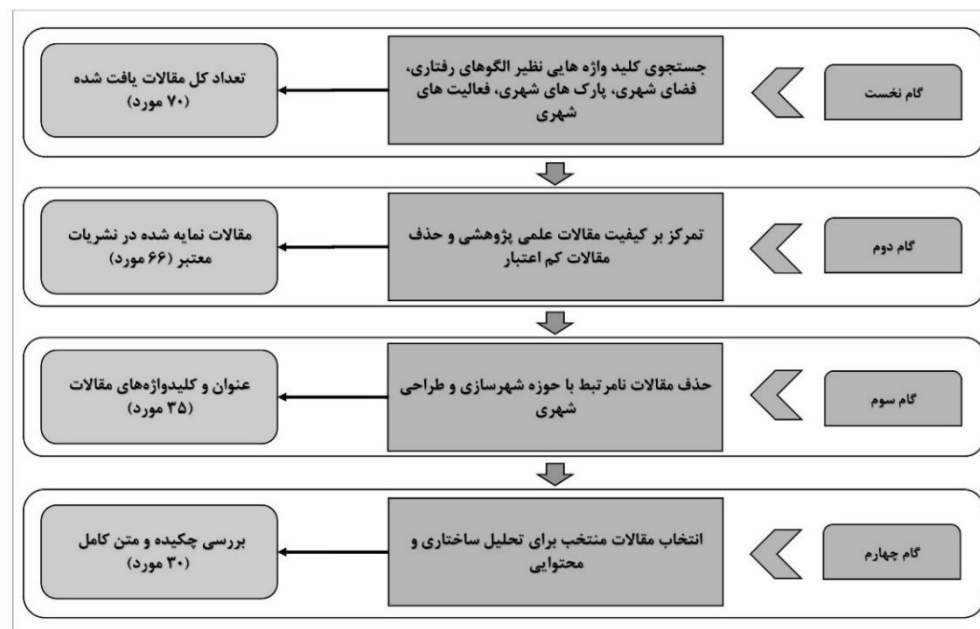 گام نخست
جستجوی کلید واژه هایی نظیر الگوهای رفتاری،
فضای شهری، پارک های شهری، فعالیت های
شهری
تعداد کل مقالات یافت شده
(۷۰ مورد)
گام دوم
تمرکز بر کیفیت مقالات علمی پژوهشی و حذف
مقالات کم اعتبار
مقالات نمایه شده در نشریات
معتبر (۶۶ مورد)
گام سوم
حذف مقالات نامرتبط با حوزه شهرسازی و طراحی
شهری
عنوان و کلیدواژه‌های مقالات
(۳۵ مورد)
گام چهارم
انتخاب مقالات منتخب برای تحلیل ساختاری و
محتوایی
بررسی چکیده و متن کامل
(۳۰ مورد)